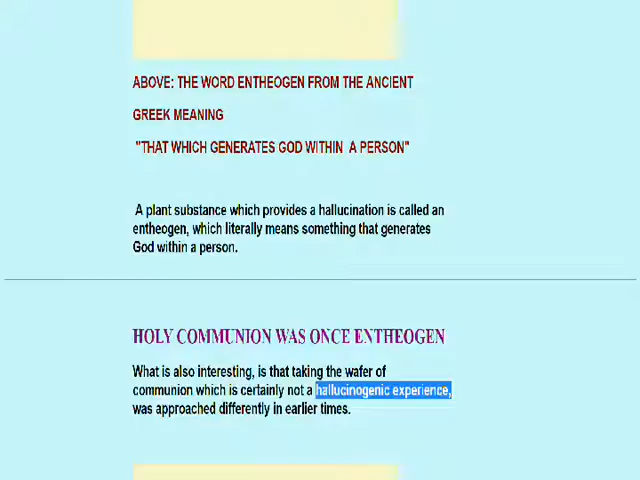 ABOVE: THE WORD ENTHEOGEN FROM THE ANCIENT
GREEK MEANING
"THAT WHICH GENERATES GOD WITHIN A PERSON"
A plant substance which provides a hallucination is called an
entheogen, which literally means something that generates
God within a person.
HOLY COMMUNION WAS ONCE ENTHEOGEN
What is also interesting, is that taking the wafer of
communion which is certainly not a hallucinogenic experience,
was approached differently in earlier times.